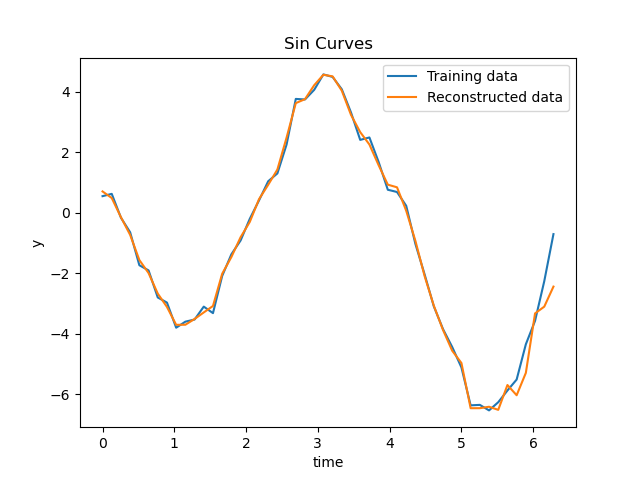 Sin Curves
Training data
Reconstructed data
4
2
0
−2
−4
−6
y
0 1 2 3 4 5 6
time